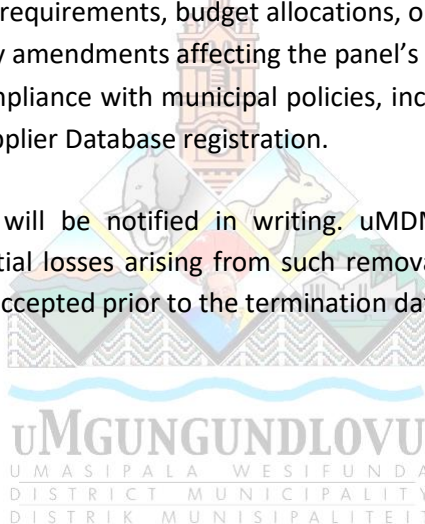 requirements, budget allocations, o
y amendments affecting the panel’s
mpliance with municipal policies, inc
pplier Database registration.
will be notified in writing. uMDM
tial losses arising from such remova
accepted prior to the termination dat
UMGUNGUNDLOVU
UMASIPALA WESIFUNDA
DISTRICT MUNICIPALITY
DISTRIK MUNISIPALITEIT